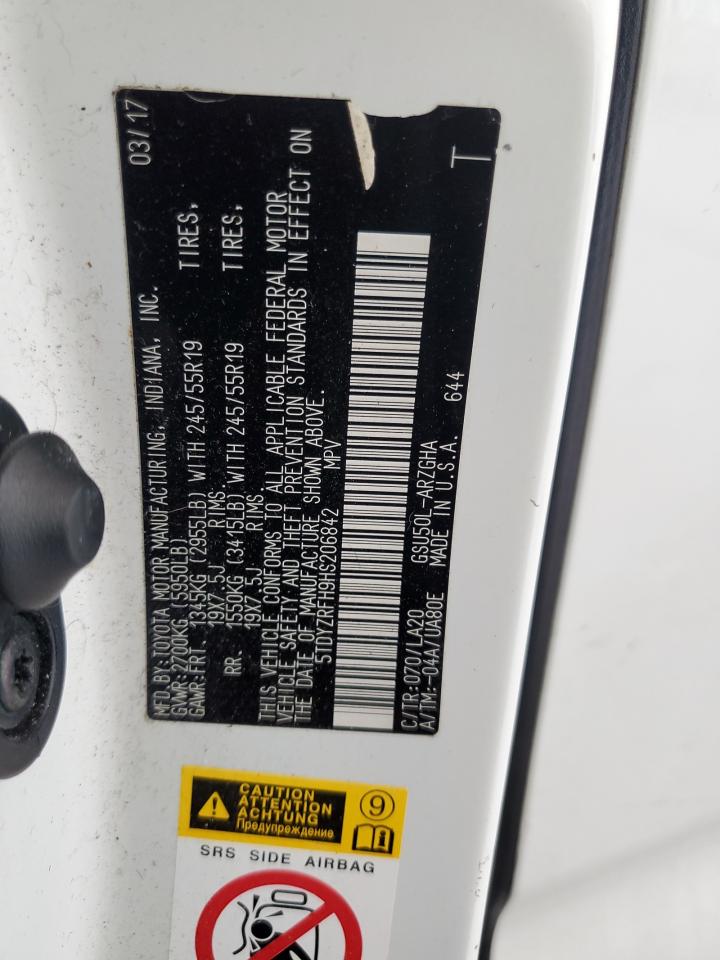 MFD.BY:TOYOTA MOTOR MANUFACTURING, INDIANA, INC. 03/17
GVWR:2700KG (5950LB)
GAWR:FRT. 1345KG (2955LB) WITH 245/55R19 TIRES,
19X7.5J RIMS
RR. 1550KG (3415LB) WITH 245/55R19 TIRES,
19X7.5J RIMS
THIS VEHICLE CONFORMS TO ALL APPLICABLE FEDERAL MOTOR
VEHICLE SAFETY,AND THEFT PREVENTION STANDARDS IN EFFECT ON
THE DATE OF MANUFACTURE SHOWN ABOVE.
5TDYZRFH9HS206842 MPV
C/TR:070/LA20 GSU50L-ARZGHA T
A/TM:-04A/UA80E MADE IN U.S.A. 644
CAUTION
ATTENTION
ACHTUNG
Предупреждение
9
SRS SIDE AIRBAG